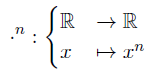 ·ⁿ : { ℝ → ℝ
x ↦ xⁿ